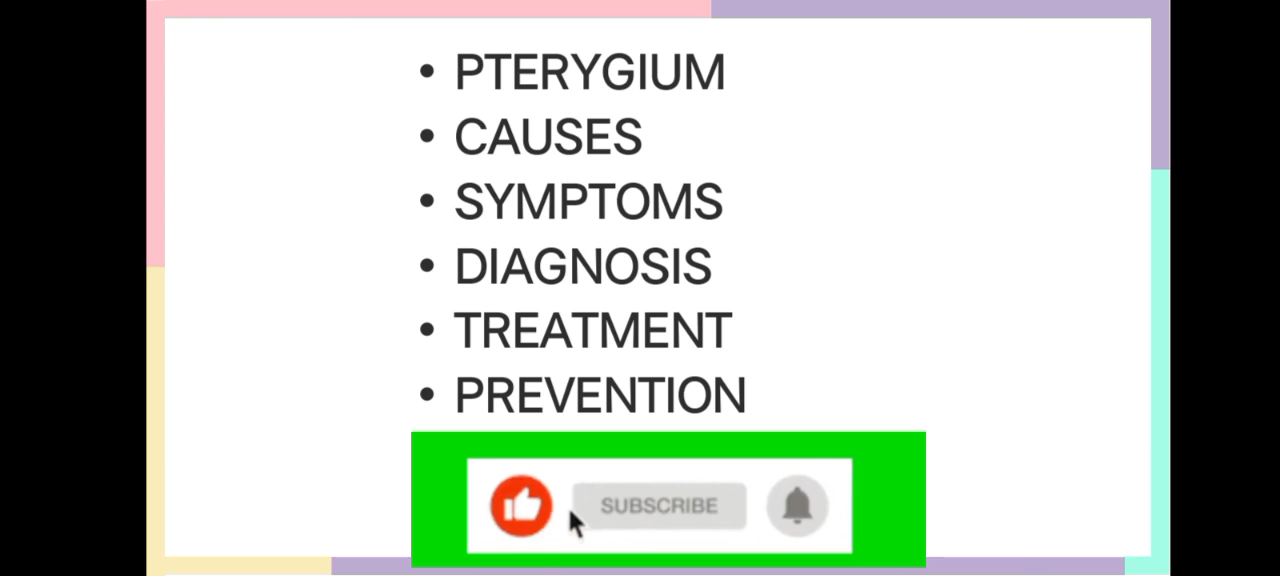 • PTERYGIUM
• CAUSES
• SYMPTOMS
• DIAGNOSIS
• TREATMENT
• PREVENTION
SUBSCRIBE